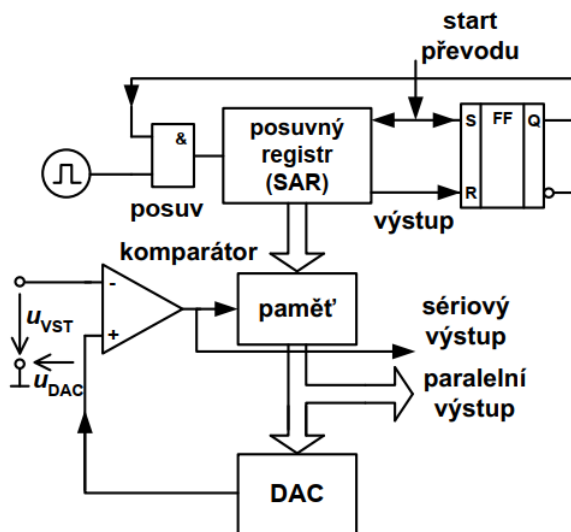 start
převodu
&
posuvný
registr
(SAR)
S
FF
Q
R
posuv
výstup
komparátor
-
+
uVST
uDAC
paměť
sériový
výstup
paralelní
výstup
DAC